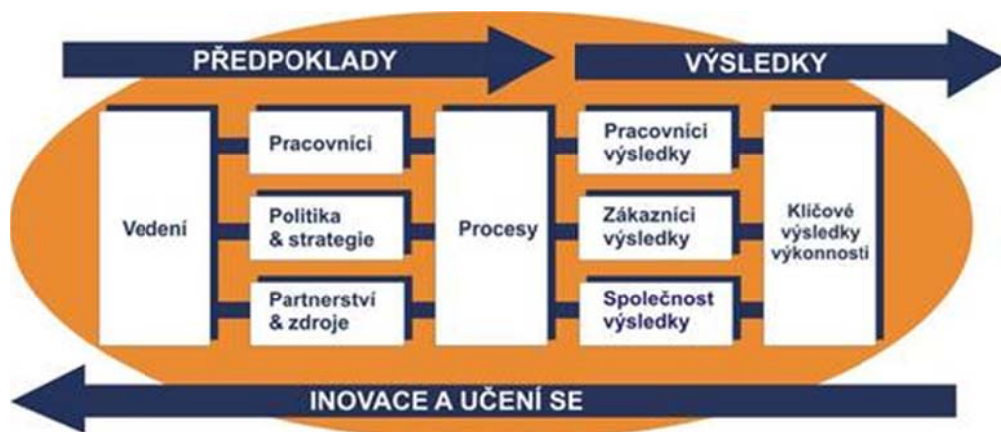 PŘEDPOKLADY
VÝSLEDKY
Vedení
Pracovníci
Politika
& strategie
Partnerství
& zdroje
Procesy
Pracovníci
výsledky
Zákazníci
výsledky
Společnost
výsledky
Klíčové
výsledky
výkonnosti
INOVACE A UČENÍ SE